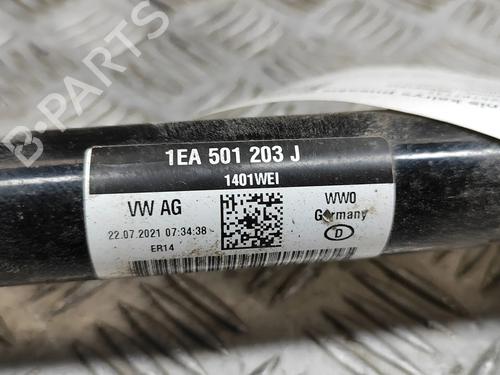 1EA 501 203 J
1401WEI
VW AG
WW0
Germany
22.07.2021 07:34:38
ER14
D
B-PARTS